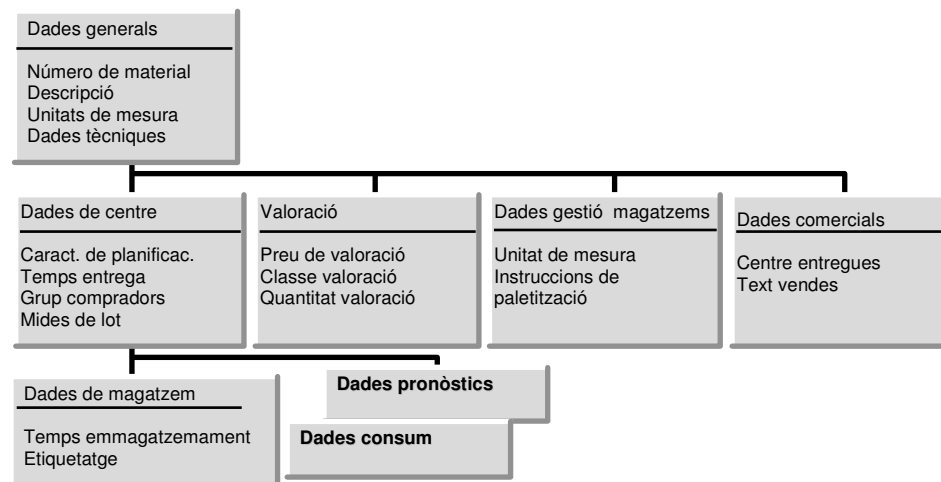 Dades generals
Número de material
Descripció
Unitats de mesura
Dades tècniques
Dades de centre
Caract. de planificac.
Temps entrega
Grup compradors
Mides de lot
Valoració
Preu de valoració
Classe valoració
Quantitat valoració
Dades gestió magatzems
Unitat de mesura
Instruccions de
paletització
Dades comercials
Centre entregues
Text vendes
Dades de magatzem
Temps emmagatzemament
Etiquetatge
Dades pronòstics
Dades consum